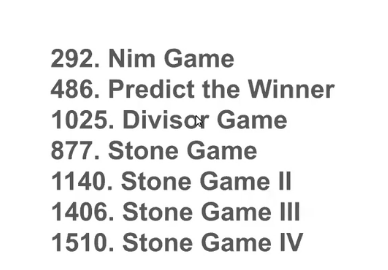 292. Nim Game
486. Predict the Winner
1025. Divisor Game
877. Stone Game
1140. Stone Game II
1406. Stone Game III
1510. Stone Game IV